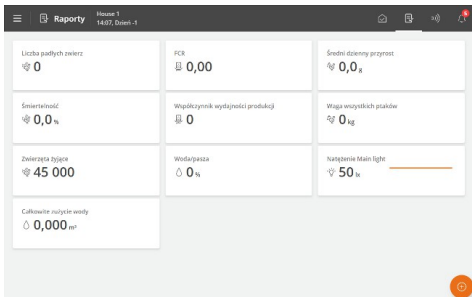 Raporty
House 1
14:07, Dzień -1
6
Liczba padłych zwierz
0
FCR
0,00
Średni dzienny przyrost
0,0 g
Śmiertelność
0,0 %
Współczynnik wydajności produkcji
0
Waga wszystkich ptaków
0 kg
Zwierzęta żyjące
45 000
Woda/pasza
0 %
Natężenie Main light
50 lx
Całkowite zużycie wody
0,000 m³